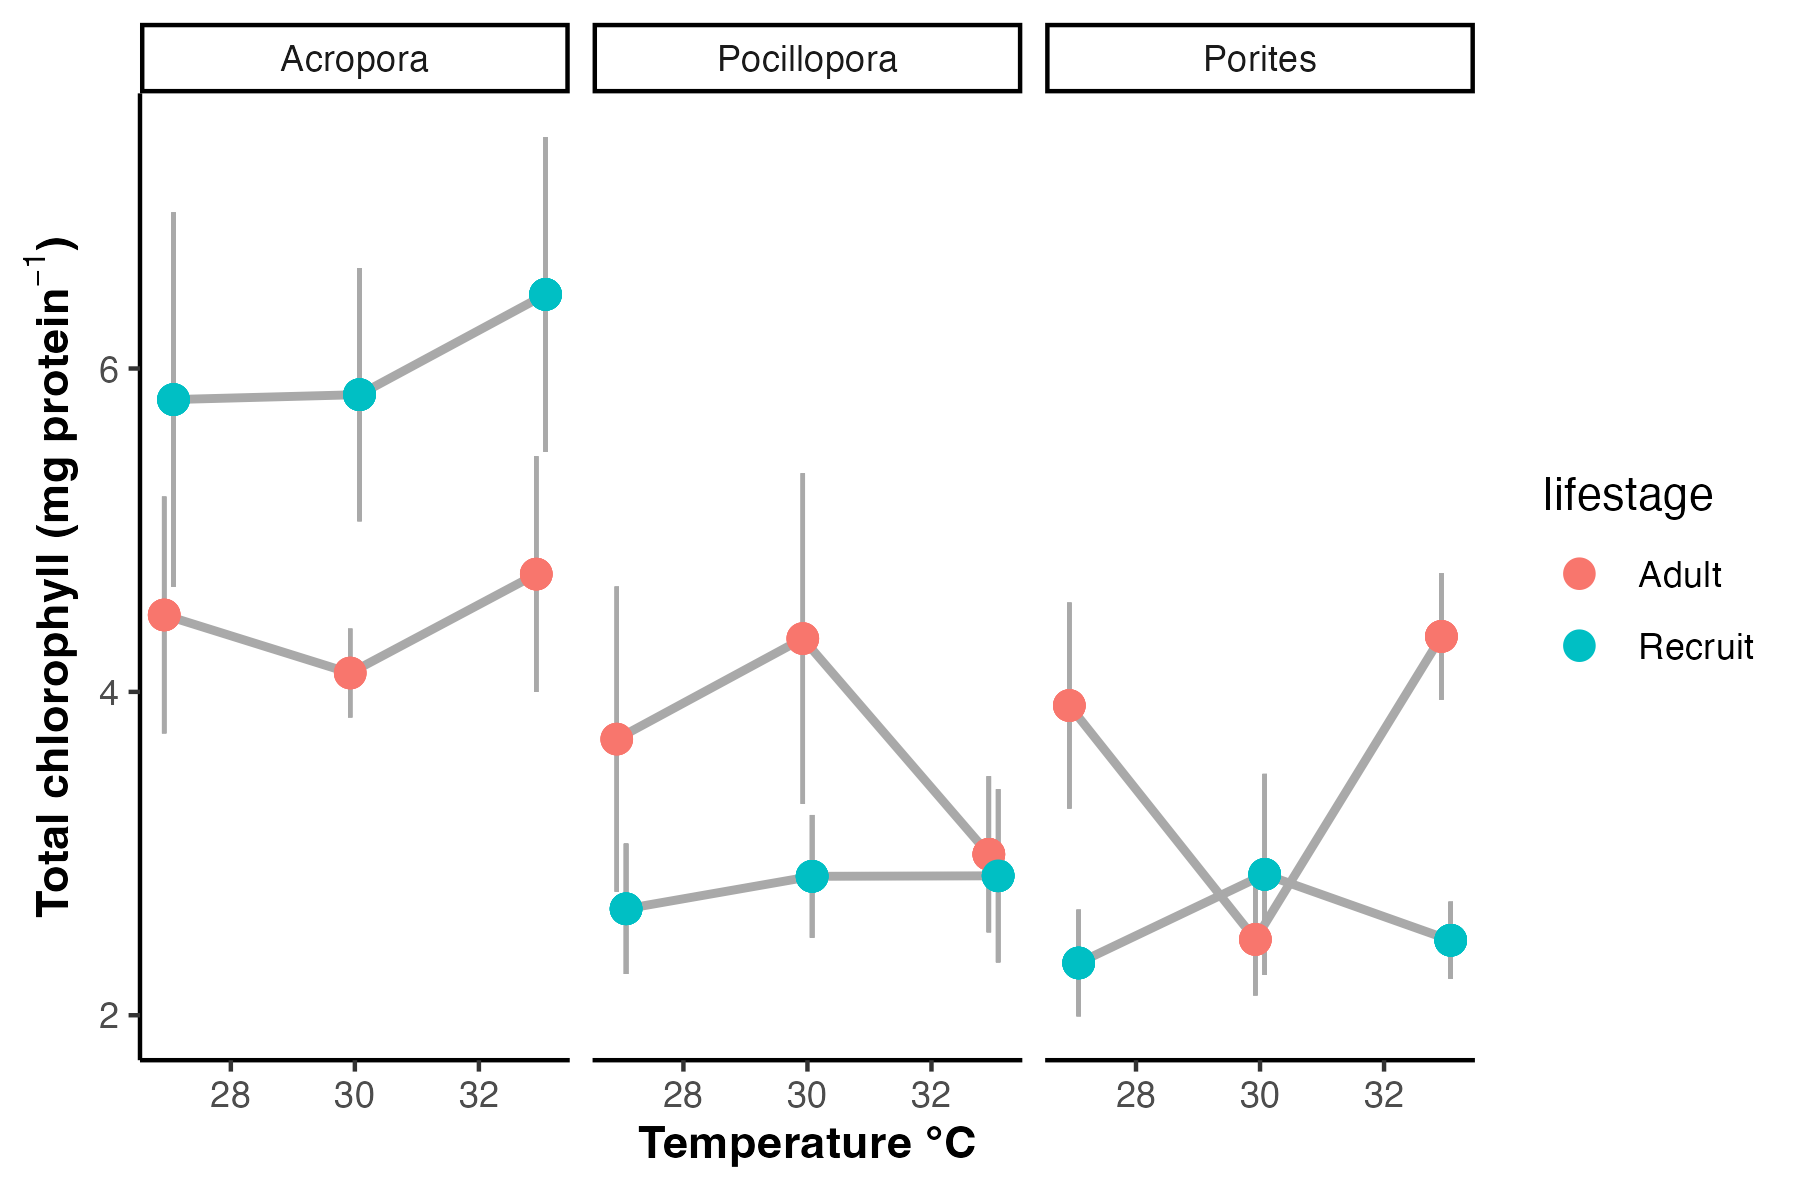 Acropora Pocillopora Porites
Total chlorophyll (mg protein⁻¹)
6
4
2
28 30 32 28 30 32 28 30 32
Temperature °C
lifestage
Adult
Recruit